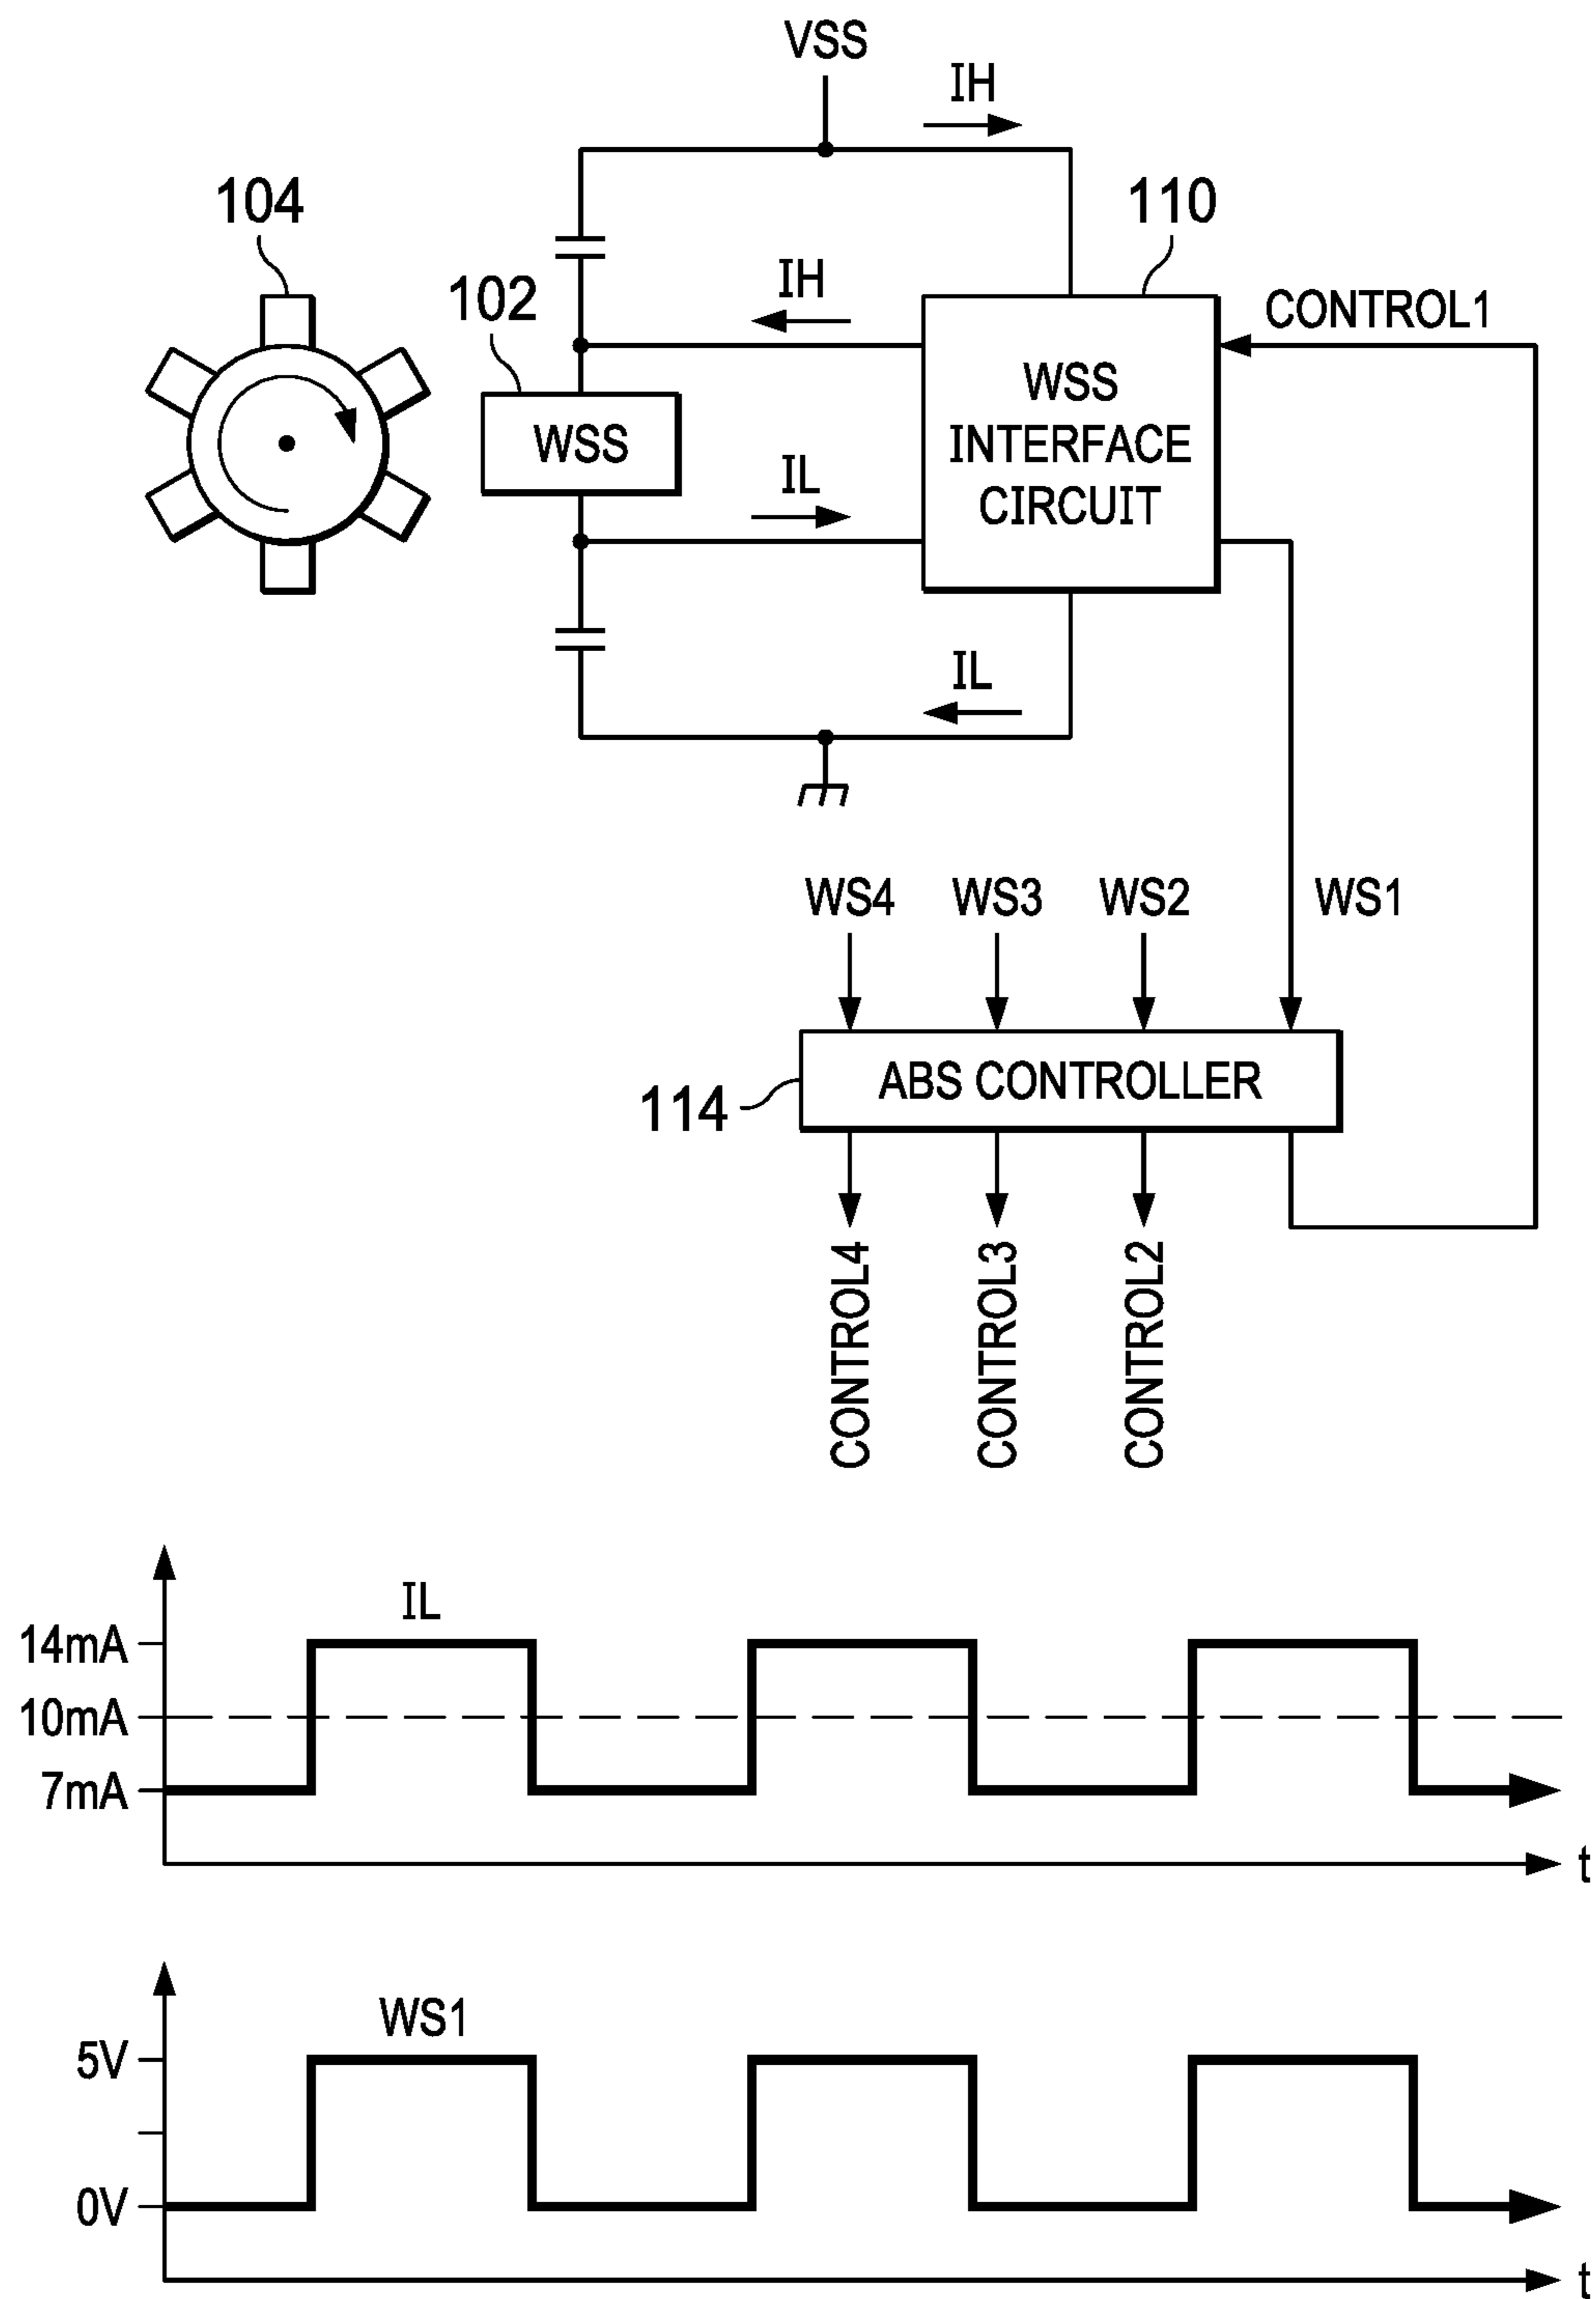 VSS
IH
104
110
102
IH
CONTROL1
WSS
WSS
INTERFACE
CIRCUIT
IL
IL
WS4 WS3 WS2 WS1
ABS CONTROLLER
114
CONTROL4
CONTROL3
CONTROL2
IL
14mA
10mA
7mA
t
WS1
5V
0V
t